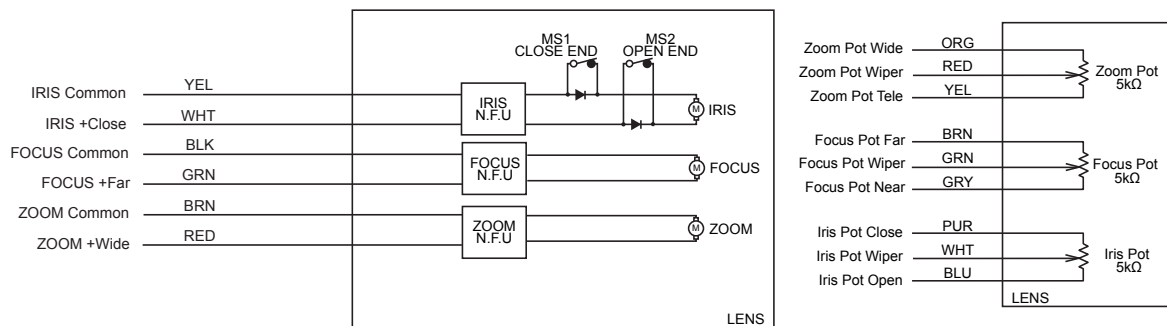 MS1
CLOSE END
MS2
OPEN END
IRIS Common YEL
IRIS +Close WHT
IRIS
N.F.U
M IRIS
FOCUS Common BLK
FOCUS +Far GRN
FOCUS
N.F.U
M FOCUS
ZOOM Common BRN
ZOOM +Wide RED
ZOOM
N.F.U
M ZOOM
LENS
Zoom Pot Wide ORG
Zoom Pot Wiper RED
Zoom Pot Tele YEL
Zoom Pot
5kΩ
Focus Pot Far BRN
Focus Pot Wiper GRN
Focus Pot Near GRY
Focus Pot
5kΩ
Iris Pot Close PUR
Iris Pot Wiper WHT
Iris Pot Open BLU
Iris Pot
5kΩ
LENS